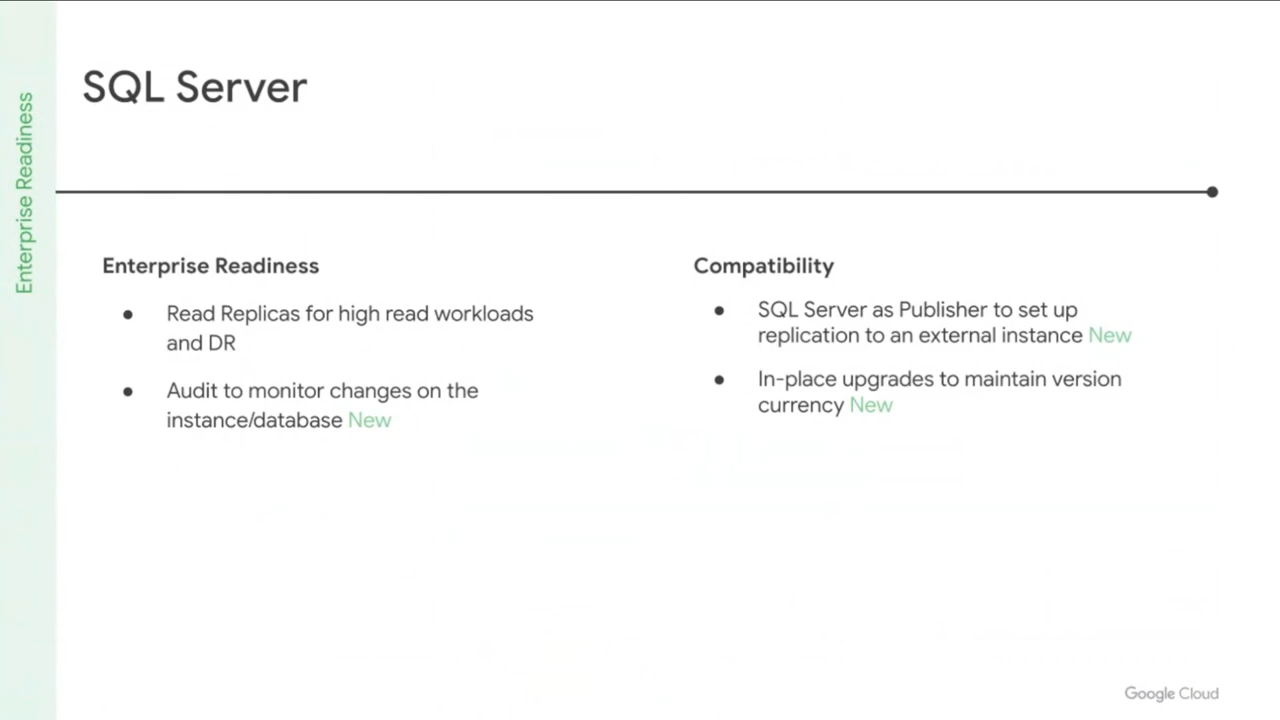 Enterprise Readiness
SQL Server
Enterprise Readiness
● Read Replicas for high read workloads
and DR
● Audit to monitor changes on the
instance/database New
Compatibility
● SQL Server as Publisher to set up
replication to an external instance New
● In-place upgrades to maintain version
currency New
Google Cloud